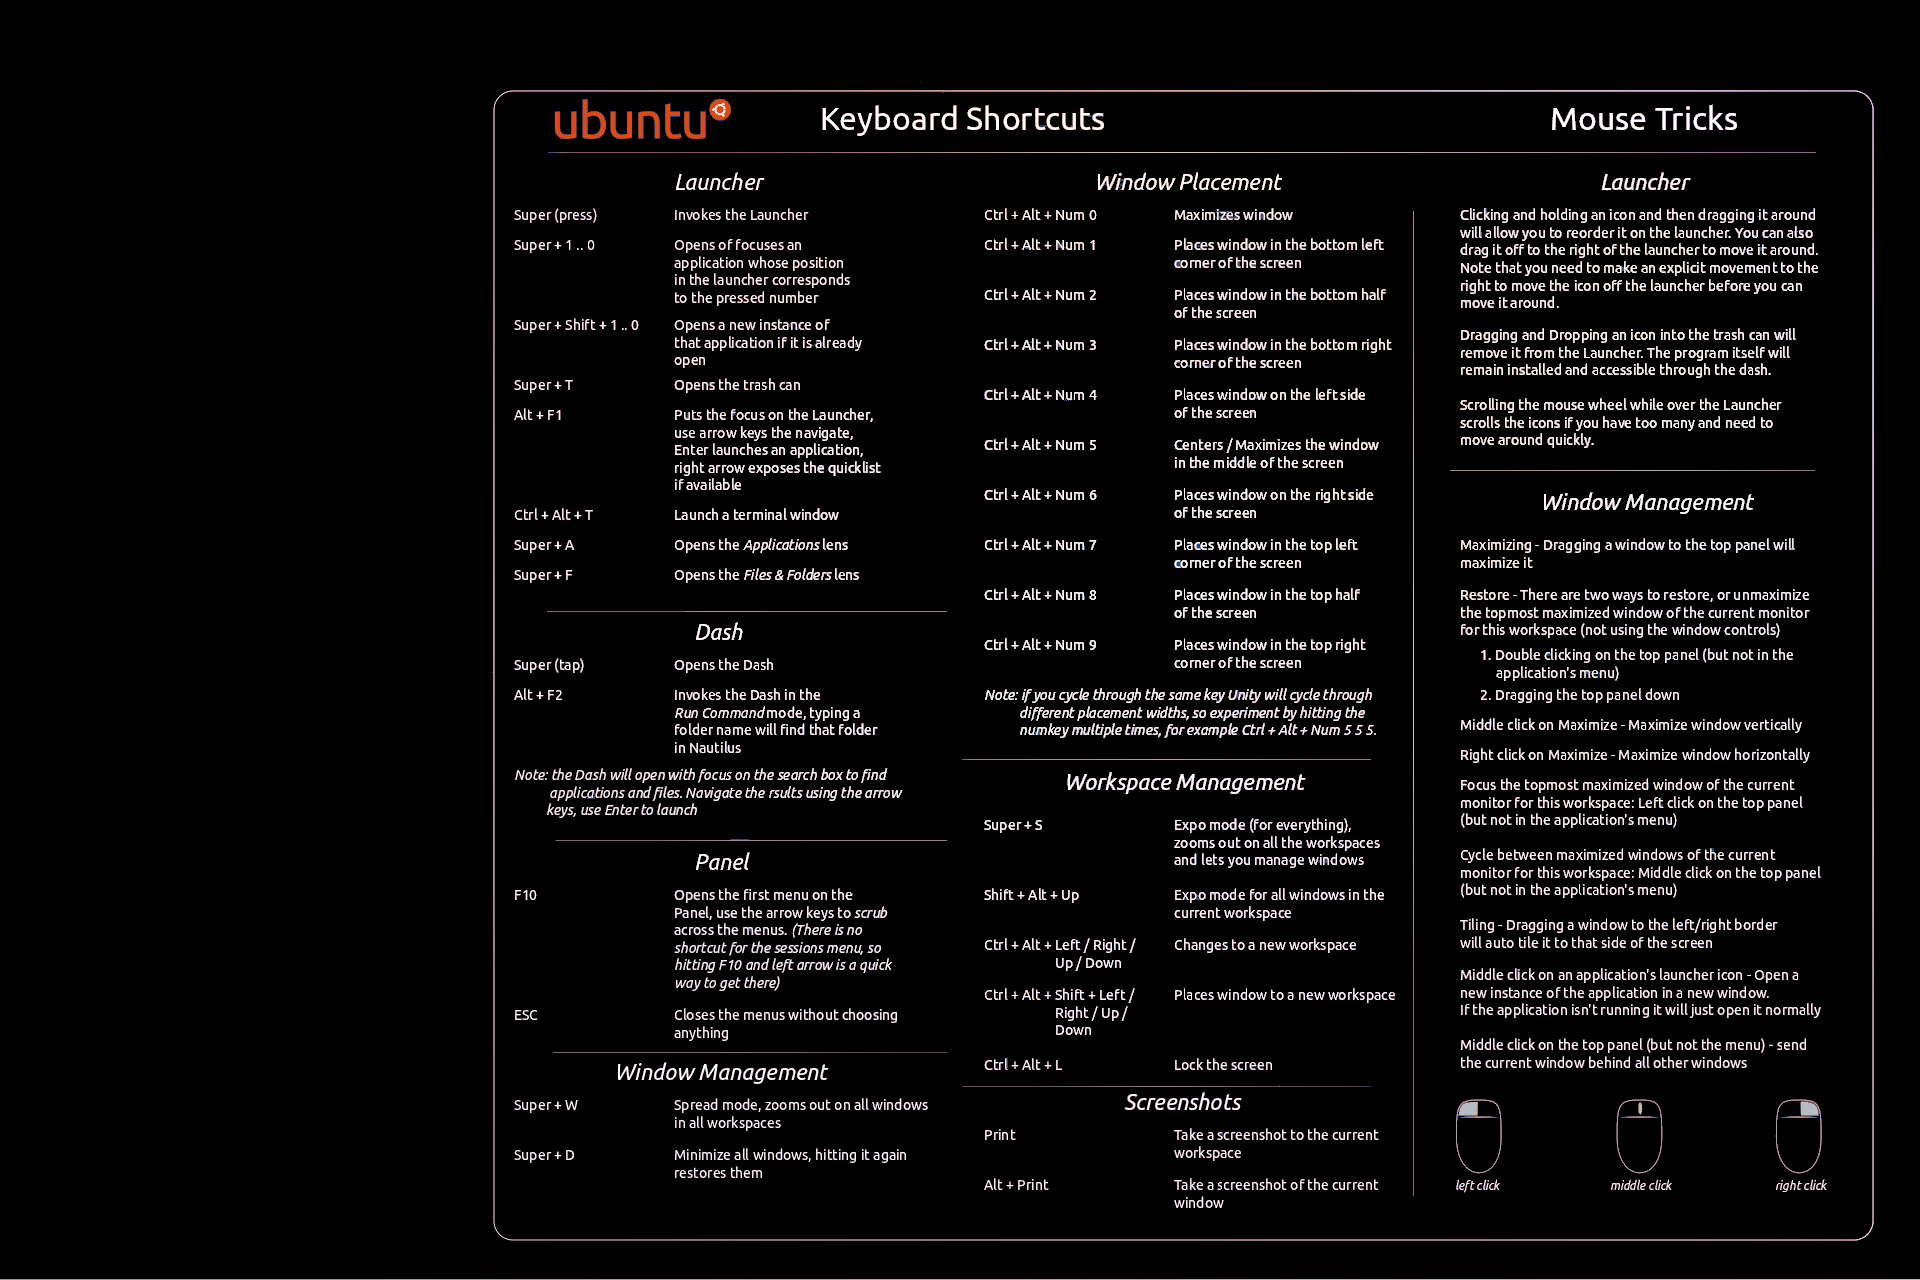 ubuntu
Keyboard Shortcuts
Mouse Tricks
Launcher
Super (press) Invokes the Launcher
Super + 1 .. 0 Opens of focuses an
application whose position
in the launcher corresponds
to the pressed number
Super + Shift + 1 .. 0 Opens a new instance of
that application if it is already
open
Super + T Opens the trash can
Alt + F1 Puts the focus on the Launcher,
use arrow keys the navigate,
Enter launches an application,
right arrow exposes the quicklist
if available
Ctrl + Alt + T Launch a terminal window
Super + A Opens the Applications lens
Super + F Opens the Files & Folders lens
Dash
Super (tap) Opens the Dash
Alt + F2 Invokes the Dash in the
Run Command mode, typing a
folder name will find that folder
in Nautilus
Note: the Dash will open with focus on the search box to find
applications and files. Navigate the rsults using the arrow
keys, use Enter to launch
Panel
F10 Opens the first menu on the
Panel, use the arrow keys to scrub
across the menus. (There is no
shortcut for the sessions menu, so
hitting F10 and left arrow is a quick
way to get there)
ESC Closes the menus without choosing
anything
Window Management
Super + W Spread mode, zooms out on all windows
in all workspaces
Super + D Minimize all windows, hitting it again
restores them
Window Placement
Ctrl + Alt + Num 0 Maximizes window
Ctrl + Alt + Num 1 Places window in the bottom left
corner of the screen
Ctrl + Alt + Num 2 Places window in the bottom half
of the screen
Ctrl + Alt + Num 3 Places window in the bottom right
corner of the screen
Ctrl + Alt + Num 4 Places window on the left side
of the screen
Ctrl + Alt + Num 5 Centers / Maximizes the window
in the middle of the screen
Ctrl + Alt + Num 6 Places window on the right side
of the screen
Ctrl + Alt + Num 7 Places window in the top left
corner of the screen
Ctrl + Alt + Num 8 Places window in the top half
of the screen
Ctrl + Alt + Num 9 Places window in the top right
corner of the screen
Note: if you cycle through the same key Unity will cycle through
different placement widths, so experiment by hitting the
numkey multiple times, for example Ctrl + Alt + Num 5 5 5.
Workspace Management
Super + S Expo mode (for everything),
zooms out on all the workspaces
and lets you manage windows
Shift + Alt + Up Expo mode for all windows in the
current workspace
Ctrl + Alt + Left / Right / Changes to a new workspace
Up / Down
Ctrl + Alt + Shift + Left / Places window to a new workspace
Right / Up /
Down
Ctrl + Alt + L Lock the screen
Screenshots
Print Take a screenshot to the current
workspace
Alt + Print Take a screenshot of the current
window
Launcher
Clicking and holding an icon and then dragging it around
will allow you to reorder it on the launcher. You can also
drag it off to the right of the launcher to move it around.
Note that you need to make an explicit movement to the
right to move the icon off the launcher before you can
move it around.
Dragging and Dropping an icon into the trash can will
remove it from the Launcher. The program itself will
remain installed and accessible through the dash.
Scrolling the mouse wheel while over the Launcher
scrolls the icons if you have too many and need to
move around quickly.
Window Management
Maximizing - Dragging a window to the top panel will
maximize it
Restore - There are two ways to restore, or unmaximize
the topmost maximized window of the current monitor
for this workspace (not using the window controls)
1. Double clicking on the top panel (but not in the
application's menu)
2. Dragging the top panel down
Middle click on Maximize - Maximize window vertically
Right click on Maximize - Maximize window horizontally
Focus the topmost maximized window of the current
monitor for this workspace: Left click on the top panel
(but not in the application's menu)
Cycle between maximized windows of the current
monitor for this workspace: Middle click on the top panel
(but not in the application's menu)
Tiling - Dragging a window to the left/right border
will auto tile it to that side of the screen
Middle click on an application's launcher icon - Open a
new instance of the application in a new window.
If the application isn't running it will just open it normally
Middle click on the top panel (but not the menu) - send
the current window behind all other windows
left click
middle click
right click